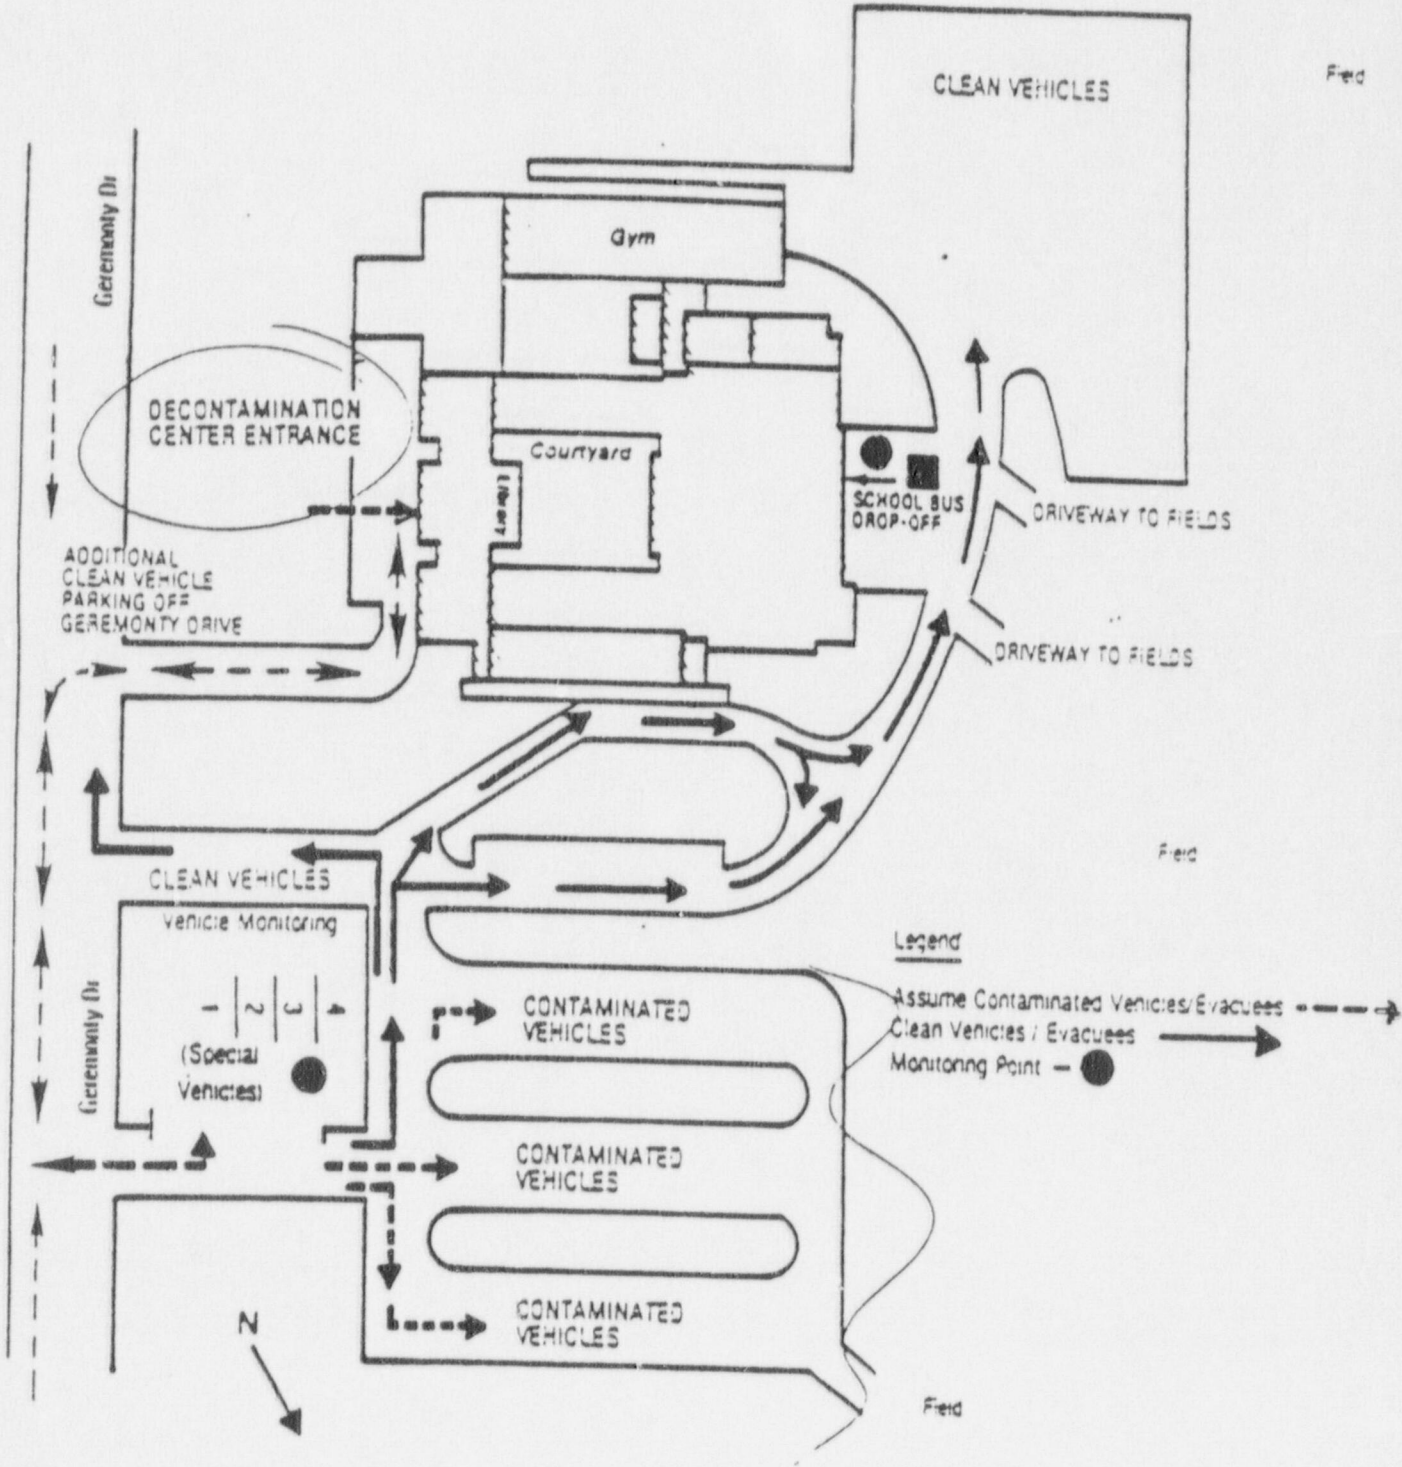 CLEAN VEHICLES
Field
Geremonty Dr
Gym
DECONTAMINATION
CENTER ENTRANCE
Courtyard
Library
SCHOOL BUS
DROP-OFF
DRIVEWAY TO FIELDS
ADDITIONAL
CLEAN VEHICLE
PARKING OFF
GEREMONTY DRIVE
DRIVEWAY TO FIELDS
Field
CLEAN VEHICLES
Vehicle Monitoring
Legend
Geremonty Dr
1 2 3 4
(Special
Vehicles)
CONTAMINATED
VEHICLES
Assume Contaminated Vehicles/Evacuees
Clean Vehicles / Evacuees
Monitoring Point -
CONTAMINATED
VEHICLES
CONTAMINATED
VEHICLES
N
Field